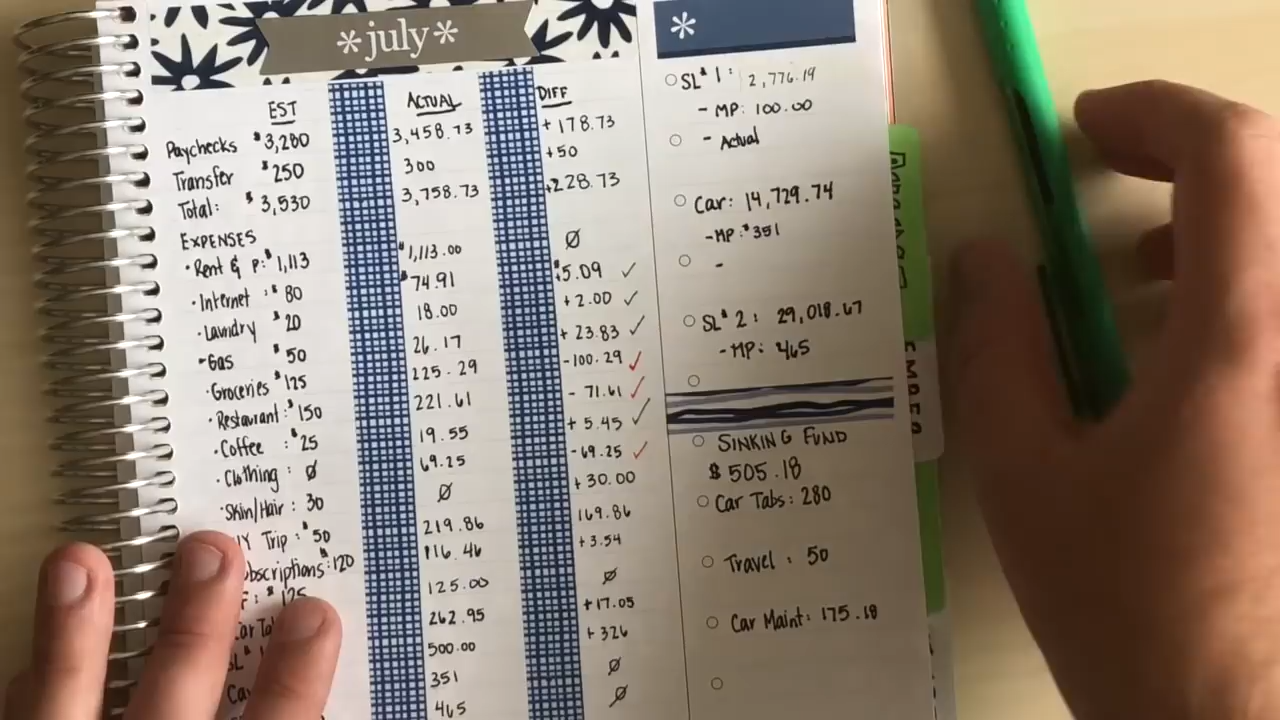 *july*
*
EST ACTUAL DIFF
Paychecks $3,280 3,458.73 +178.73
Transfer $250 300 +50
Total: $3,530 3,758.73 +228.73
EXPENSES
• Rent & P: $1,113 $1,113.00 Ø
• Internet: $80 $74.91 $5.09 ✓
• Laundry $20 18.00 +2.00 ✓
• Gas $50 26.17 +23.83 ✓
• Groceries $125 225.29 -100.29 ✓
• Restaurant: $150 221.61 -71.61 ✓
• Coffee: $25 19.55 +5.45 ✓
• Clothing: Ø 69.25 -69.25 ✓
• Skin/Hair: 30 Ø +30.00
Trip: $50 219.86 169.86
bscriptions: $120 116.46 +3.54
F: $125 125.00 Ø
Car Ta 262.95 +17.05
SL# 1 500.00 +326
Ca 351 Ø
465 Ø
SL# 1: 2,776.19
- MP: 100.00
- Actual
Car: 14,729.74
- MP: $351
-
SL# 2: 29,018.67
- MP: 465
SINKING FUND
$505.18
Car Tabs: 280
Travel: 50
Car Maint: 175.18